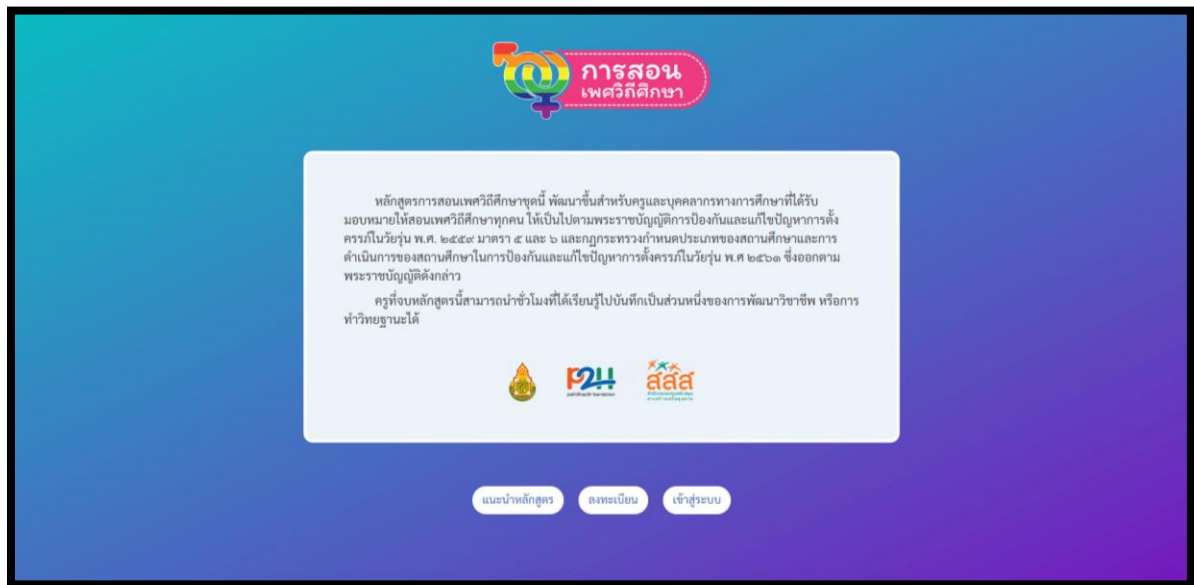 การสอน
เพศวิถีศึกษา
หลักสูตรการสอนเพศวิถีศึกษาชุดนี้ พัฒนาขึ้นสำหรับครูและบุคคลากรทางการศึกษาที่ได้รับ
มอบหมายให้สอนเพศวิถีศึกษาทุกคน ให้เป็นไปตามพระราชบัญญัติการป้องกันและแก้ไขปัญหาการตั้ง
ครรภ์ในวัยรุ่น พ.ศ. ๒๕๕๙ มาตรา ๕ และ ๖ และกฎกระทรวงกำหนดประเภทของสถานศึกษาและการ
ดำเนินการของสถานศึกษาในการป้องกันและแก้ไขปัญหาการตั้งครรภ์ในวัยรุ่น พ.ศ ๒๕๖๑ ซึ่งออกตาม
พระราชบัญญัติดังกล่าว
ครูที่จบหลักสูตรนี้สามารถนำชั่วโมงที่ได้เรียนรู้ไปบันทึกเป็นส่วนหนึ่งของการพัฒนาวิชาชีพ หรือการ
ทำวิทยฐานะได้
P2H
สสส
แนะนำหลักสูตร ลงทะเบียน เข้าสู่ระบบ